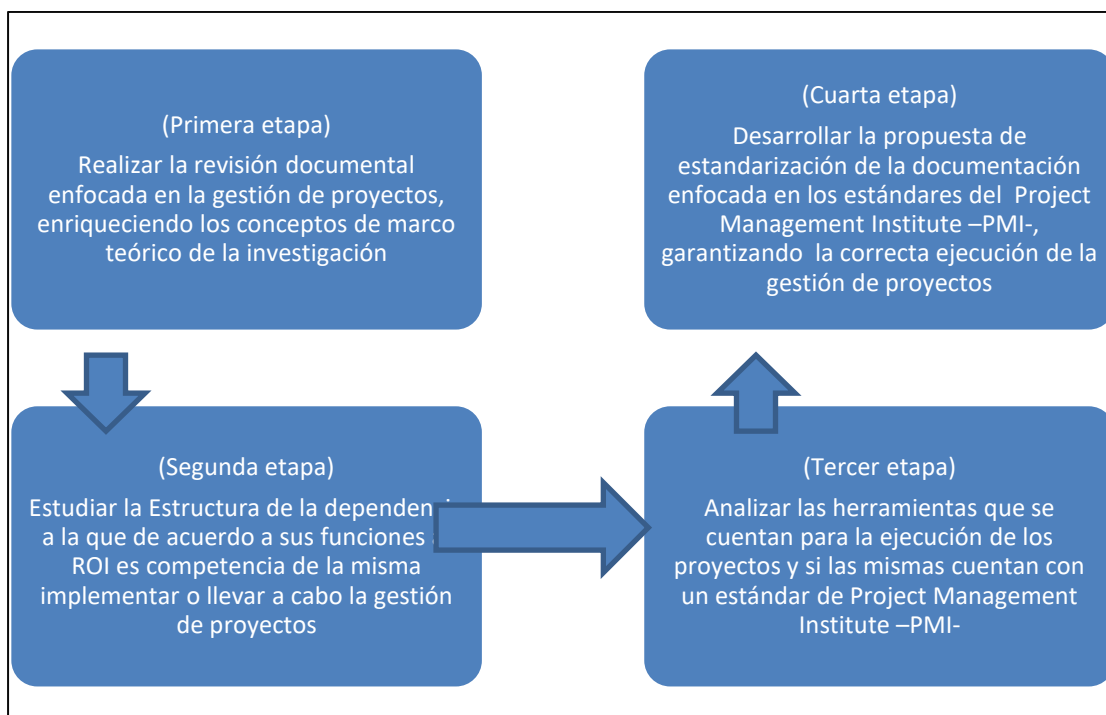 (Primera etapa)
Realizar la revisión documental
enfocada en la gestión de proyectos,
enriqueciendo los conceptos de marco
teórico de la investigación
(Segunda etapa)
Estudiar la Estructura de la
a la que de acuerdo a sus funciones
ROI es competencia de la misma
implementar o llevar a cabo la gestión
de proyectos
(Tercer etapa)
Analizar las herramientas que se
cuentan para la ejecución de los
proyectos y si las mismas cuentan con
un estándar de Project Management
Institute –PMI-
(Cuarta etapa)
Desarrollar la propuesta de
estandarización de la documentación
enfocada en los estándares del Project
Management Institute –PMI-,
garantizando la correcta ejecución de la
gestión de proyectos